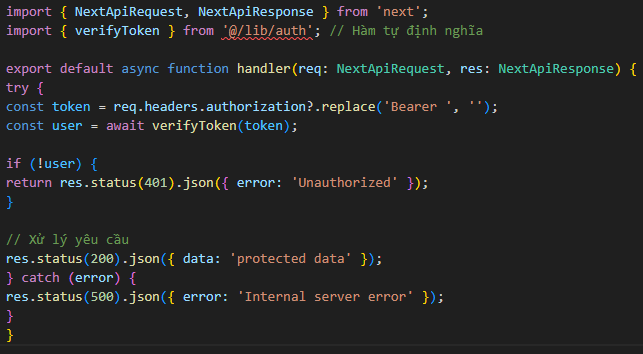 import { NextApiRequest, NextApiResponse } from 'next';
import { verifyToken } from '@/lib/auth'; // Hàm tự định nghĩa
export default async function handler(req: NextApiRequest, res: NextApiResponse) {
try {
const token = req.headers.authorization?.replace('Bearer ', '');
const user = await verifyToken(token);
if (!user) {
return res.status(401).json({ error: 'Unauthorized' });
}
// Xử lý yêu cầu
res.status(200).json({ data: 'protected data' });
} catch (error) {
res.status(500).json({ error: 'Internal server error' });
}
}